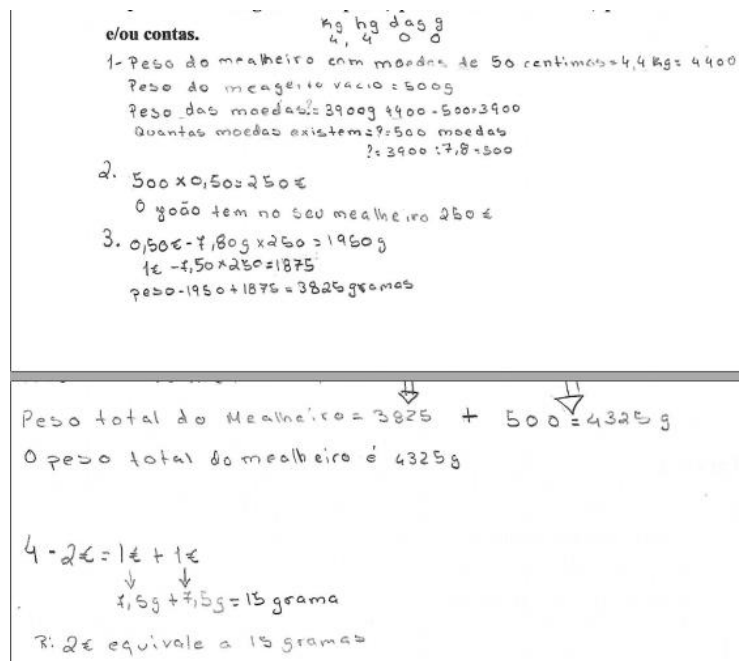 e/ou contas.
kg hg dag g
4, 4 0 0
1- Peso do mealheiro com moedas de 50 centimos = 4,4 kg = 4400
Peso do vacio = 500g
Peso das moedas?= 3900g 4400 - 500 = 3900
Quantas moedas existem = ? = 500 moedas
? = 3900 : 7,8 = 500
2. 500 x 0,50 = 250 €
O João tem no seu mealheiro 250 €
3. 0,50€ - 7,80g x 250 = 1950g
1€ - 7,50 x 250 = 1875
peso - 1950 + 1875 = 3825 gramas
Peso total do Mealheiro = 3825 + 500 = 4325 g
O peso total do mealheiro é 4325g
4 - 2€ = 1€ + 1€
7,5g + 7,5g = 15 grama
R: 2€ equivale a 15 gramas